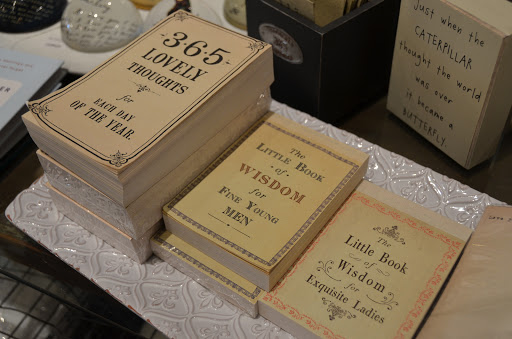 -365-
LOVELY
THOUGHTS
for
EACH DAY
OF THE YEAR.
The
LITTLE BOOK
of
WISDOM
for
FINE YOUNG
MEN
The
Little Book
of
Wisdom
for
Exquisite Ladies
Just when the
CATERPILLAR
thought the world
was over
it became a
BUTTERFLY.